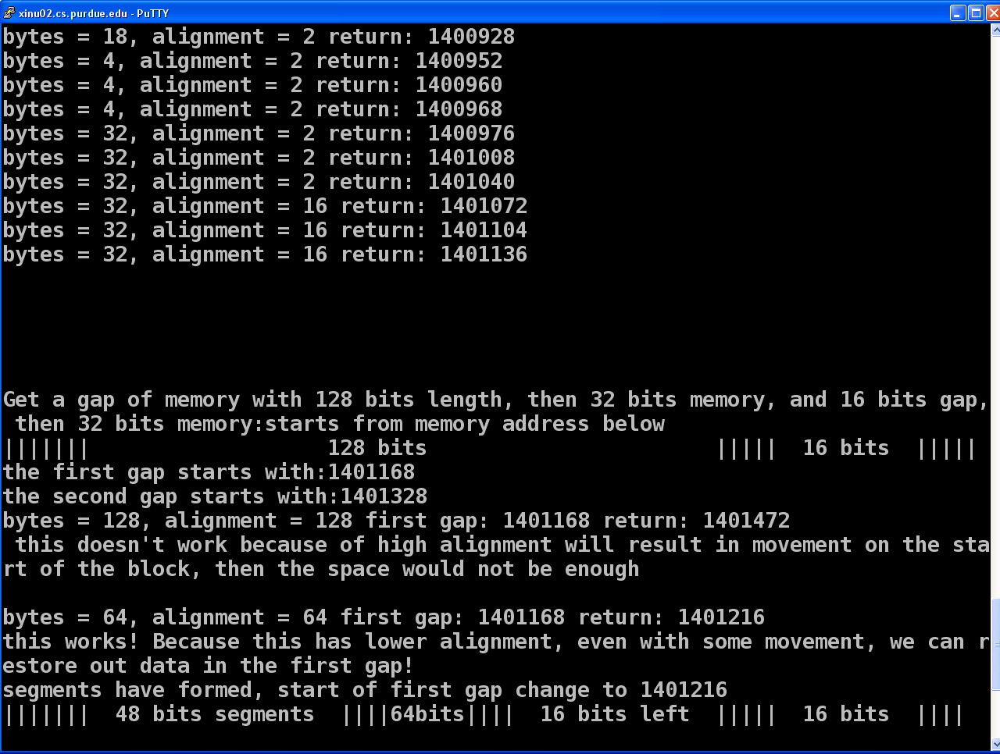 xinu02.cs.purdue.edu - PuTTY
bytes = 18, alignment = 2 return: 1400928
bytes = 4, alignment = 2 return: 1400952
bytes = 4, alignment = 2 return: 1400960
bytes = 4, alignment = 2 return: 1400968
bytes = 32, alignment = 2 return: 1400976
bytes = 32, alignment = 2 return: 1401008
bytes = 32, alignment = 2 return: 1401040
bytes = 32, alignment = 16 return: 1401072
bytes = 32, alignment = 16 return: 1401104
bytes = 32, alignment = 16 return: 1401136
Get a gap of memory with 128 bits length, then 32 bits memory, and 16 bits gap,
 then 32 bits memory:starts from memory address below
|||||||                   128 bits                       |||||  16 bits  |||||
the first gap starts with:1401168
the second gap starts with:1401328
bytes = 128, alignment = 128 first gap: 1401168 return: 1401472
 this doesn't work because of high alignment will result in movement on the sta
rt of the block, then the space would not be enough
bytes = 64, alignment = 64 first gap: 1401168 return: 1401216
this works! Because this has lower alignment, even with some movement, we can r
estore out data in the first gap!
segments have formed, start of first gap change to 1401216
|||||||  48 bits segments  ||||64bits||||  16 bits left  |||||  16 bits  ||||